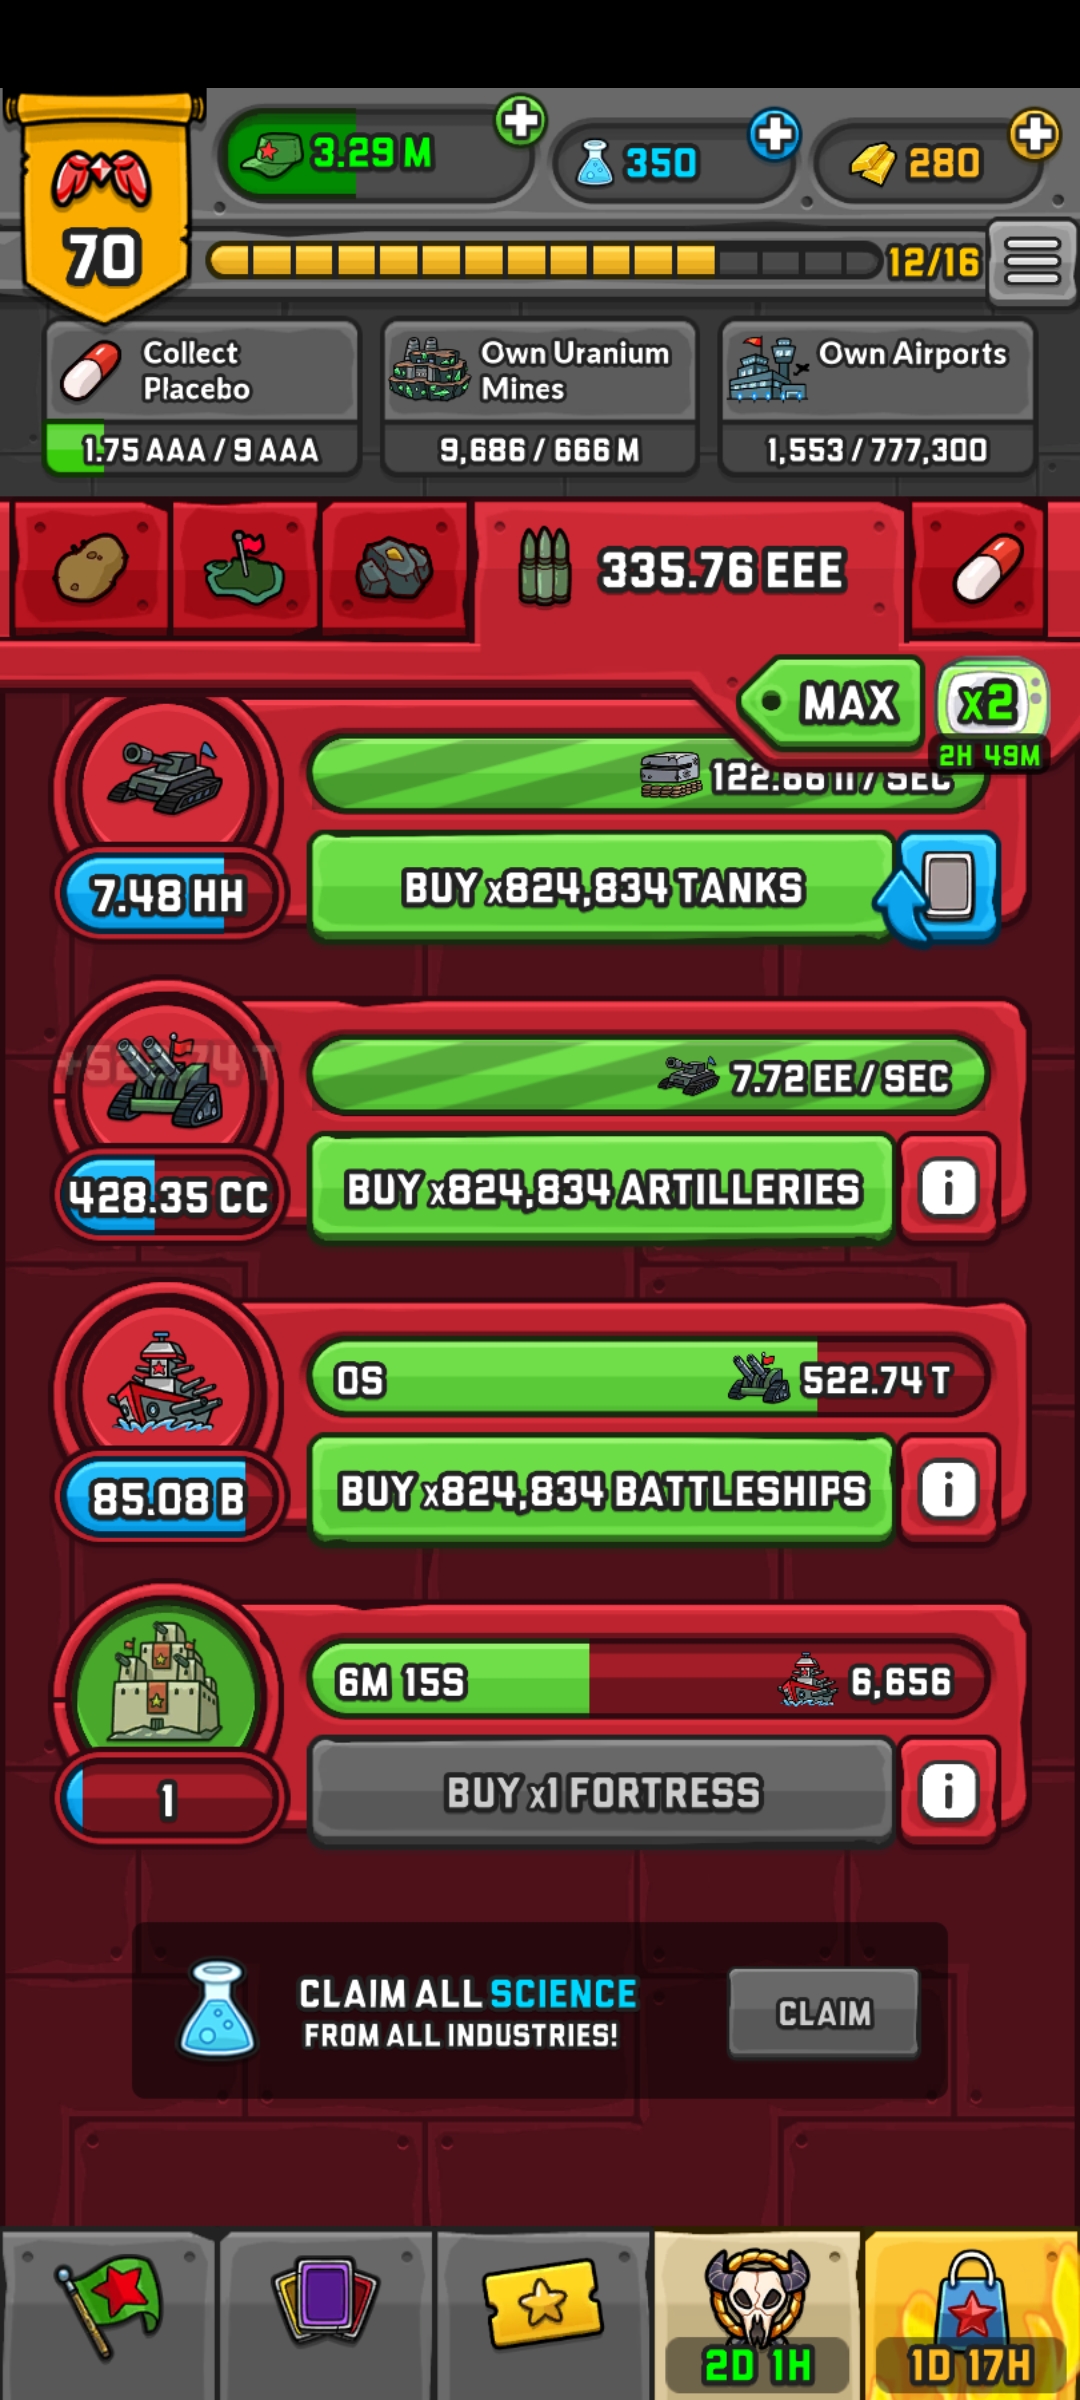 3.29 M
350
280
70
12/16
Collect
Placebo
1.75 AAA / 9 AAA
Own Uranium
Mines
9,686 / 666 M
Own Airports
1,553 / 777,300
335.76 EEE
MAX
x2
2H 49M
7.48 HH
BUY x824,834 TANKS
+522.74 T
7.72 EE / SEC
428.35 CC
BUY x824,834 ARTILLERIES
0S
522.74 T
85.08 B
BUY x824,834 BATTLESHIPS
6M 15S
6,656
1
BUY x1 FORTRESS
CLAIM ALL SCIENCE
FROM ALL INDUSTRIES!
CLAIM
2D 1H
1D 17H